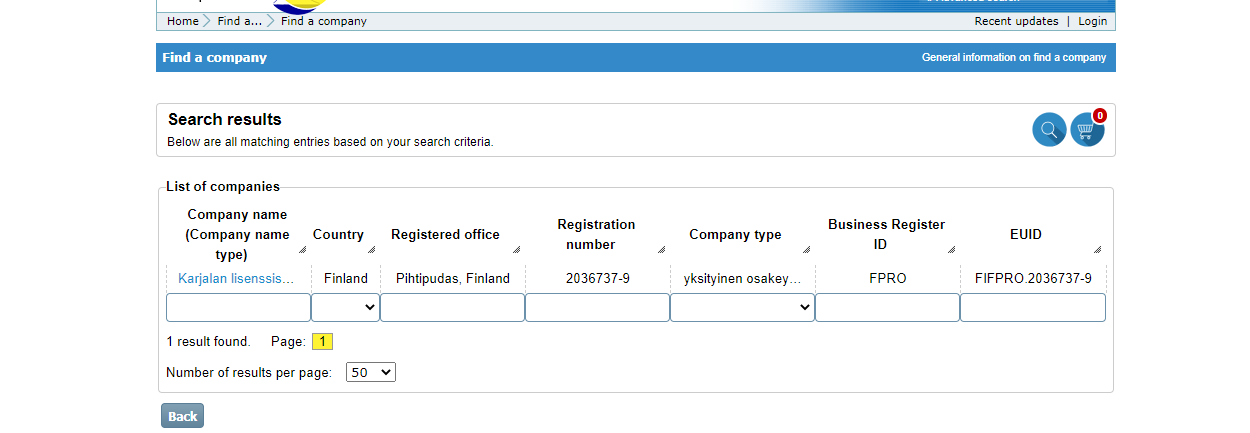 Home Find a... Find a company Recent updates | Login
Find a company General information on find a company
Search results
0
Below are all matching entries based on your search criteria.
List of companies
Company name (Company name type) Country Registered office Registration number Company type Business Register ID EUID
Karjalan lisenssis... Finland Pihtipudas, Finland 2036737-9 yksityinen osakey... FPRO FIFPRO.2036737-9
1 result found. Page: 1
Number of results per page: 50
Back